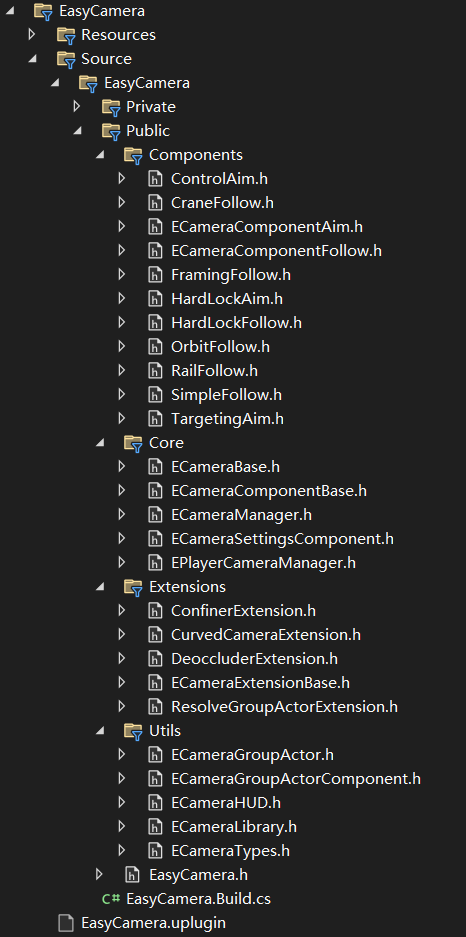 EasyCamera
Resources
Source
EasyCamera
Private
Public
Components
ControlAim.h
CraneFollow.h
ECameraComponentAim.h
ECameraComponentFollow.h
FramingFollow.h
HardLockAim.h
HardLockFollow.h
OrbitFollow.h
RailFollow.h
SimpleFollow.h
TargetingAim.h
Core
ECameraBase.h
ECameraComponentBase.h
ECameraManager.h
ECameraSettingsComponent.h
EPlayerCameraManager.h
Extensions
ConfinerExtension.h
CurvedCameraExtension.h
DeoccluderExtension.h
ECameraExtensionBase.h
ResolveGroupActorExtension.h
Utils
ECameraGroupActor.h
ECameraGroupActorComponent.h
ECameraHUD.h
ECameraLibrary.h
ECameraTypes.h
EasyCamera.h
C# EasyCamera.Build.cs
EasyCamera.uplugin